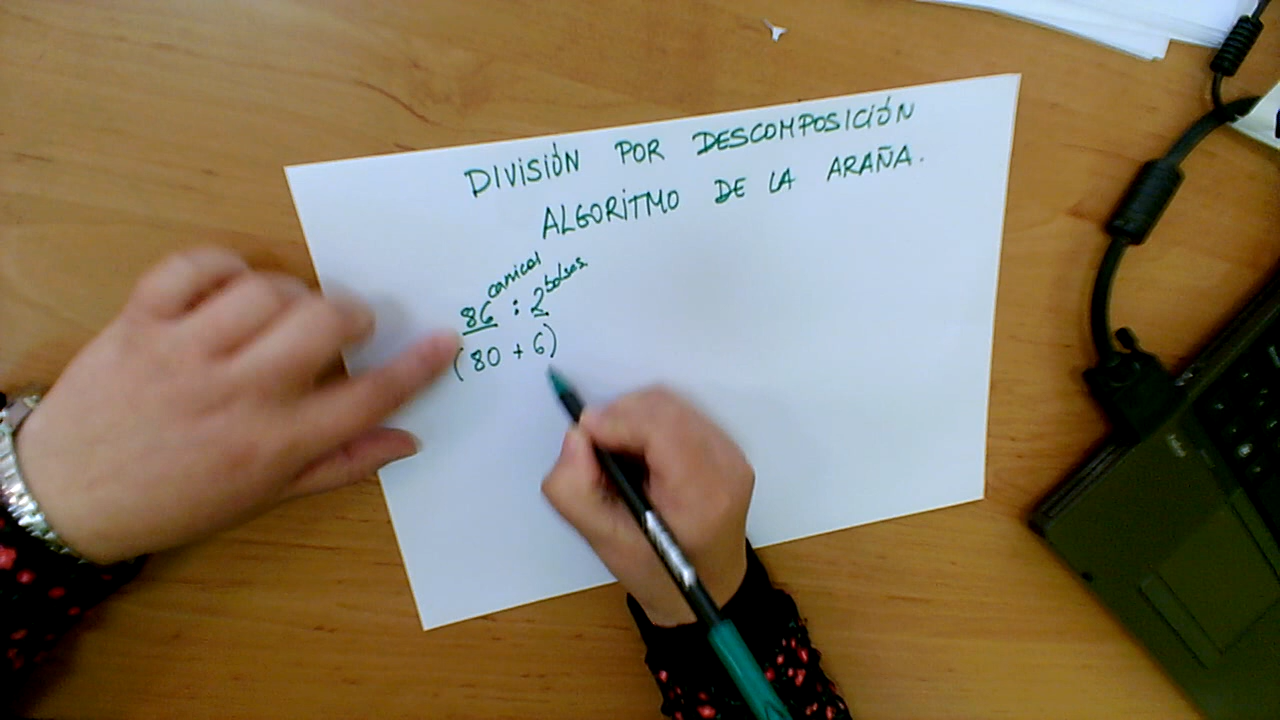 DIVISIÓN POR DESCOMPOSICIÓN
ALGORITMO DE LA ARAÑA.
canicas bolsas
86 : 2
(80 + 6)